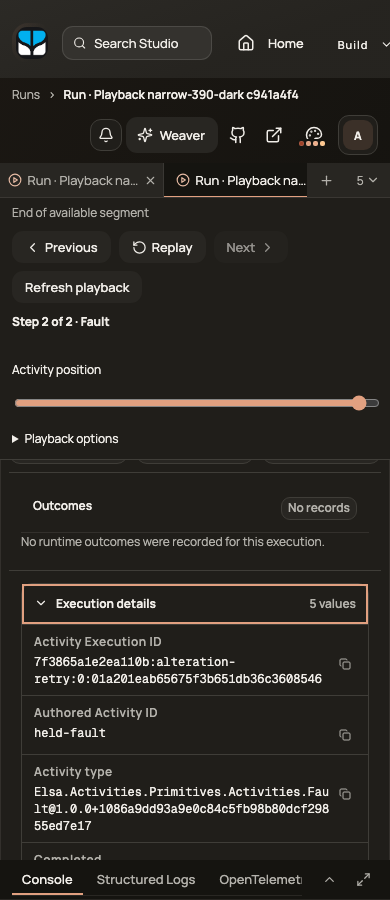 Search Studio
Home
Build
Runs › Run · Playback narrow-390-dark c941a4f4
Weaver
A
Run · Playback na...
Run · Playback na...
5
End of available segment
Previous
Replay
Next
Refresh playback
Step 2 of 2 · Fault
Activity position
Playback options
Outcomes
No records
No runtime outcomes were recorded for this execution.
Execution details
5 values
Activity Execution ID
7f3865a1e2ea110b:alteration-
retry:0:01a201eab65675f3b651db36c3608546
Authored Activity ID
held-fault
Activity type
Elsa.Activities.Primitives.Activities.Fau
lt@1.0.0+1086a9dd93a9e0c84c5fb98b80dcf298
55ed7e17
Completed
Console
Structured Logs
OpenTelemet